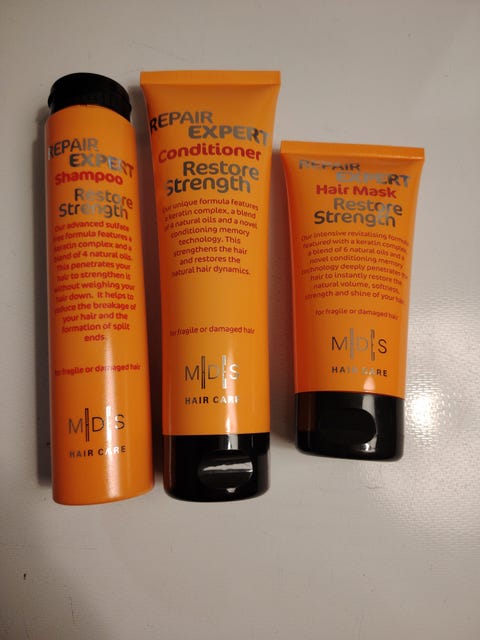 REPAIR
EXPERT
Shampoo
Restore
Strength
Our advanced sulfate
free formula features a
keratin complex and a
blend of 4 natural oils.
This penetrates your
hair to strengthen it
without weighing your
hair down. It helps to
reduce the breakage of
your hair and the
formation of split
ends.
for fragile or damaged hair
M|D|S
HAIR CARE
REPAIR
EXPERT
Conditioner
Restore
Strength
Our unique formula features
a keratin complex, a blend
of 4 natural oils and a novel
conditioning memory
technology. This
strengthens the hair
and restores the
natural hair dynamics.
for fragile or damaged hair
M|D|S
HAIR CARE
REPAIR
EXPERT
Hair Mask
Restore
Strength
Our intensive revitalising formula
featured with a keratin complex
a blend of 6 natural oils and a
novel conditioning memory
technology deeply penetrates the
hair to instantly restore the
natural volume, softness,
strength and shine of your hair.
for fragile or damaged hair
M|D|S
HAIR CARE